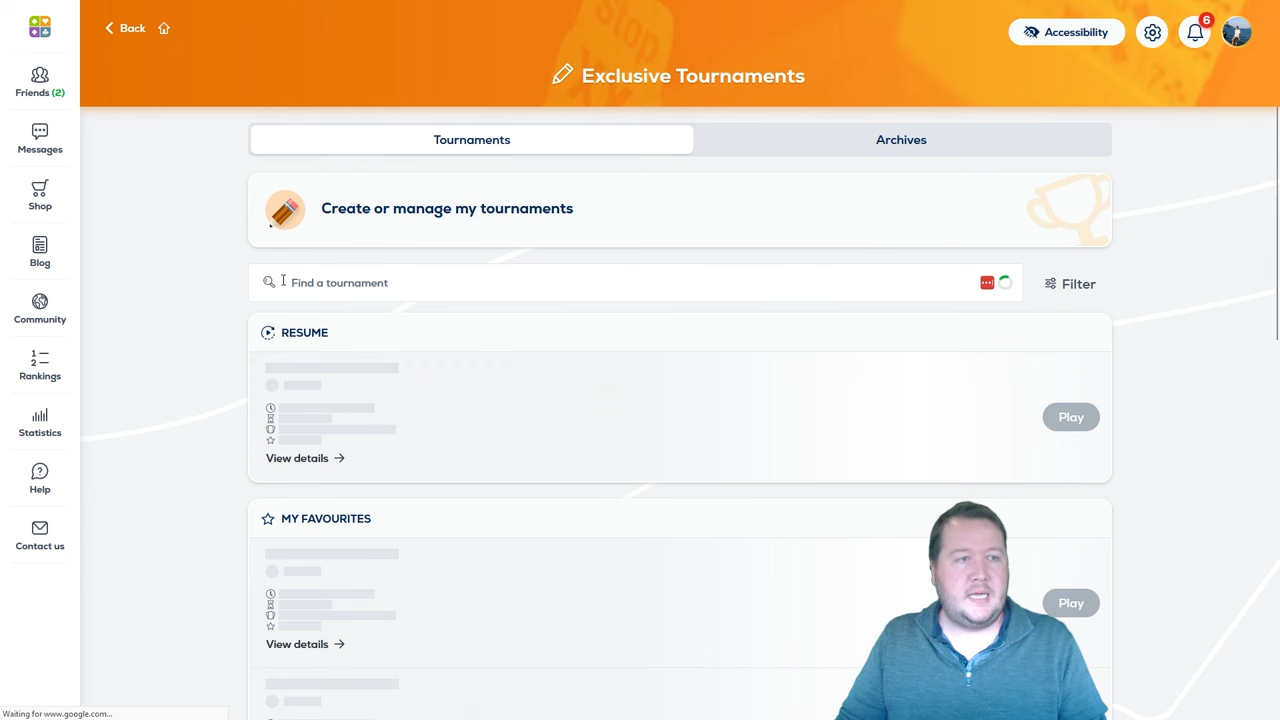 Back
Stop
Accessibility
6
Exclusive Tournaments
Friends (2)
Messages
Shop
Blog
Community
Rankings
Statistics
Help
Contact us
Tournaments
Archives
Create or manage my tournaments
Find a tournament
Filter
RESUME
Play
View details
MY FAVOURITES
Play
View details
Waiting for www.google.com...